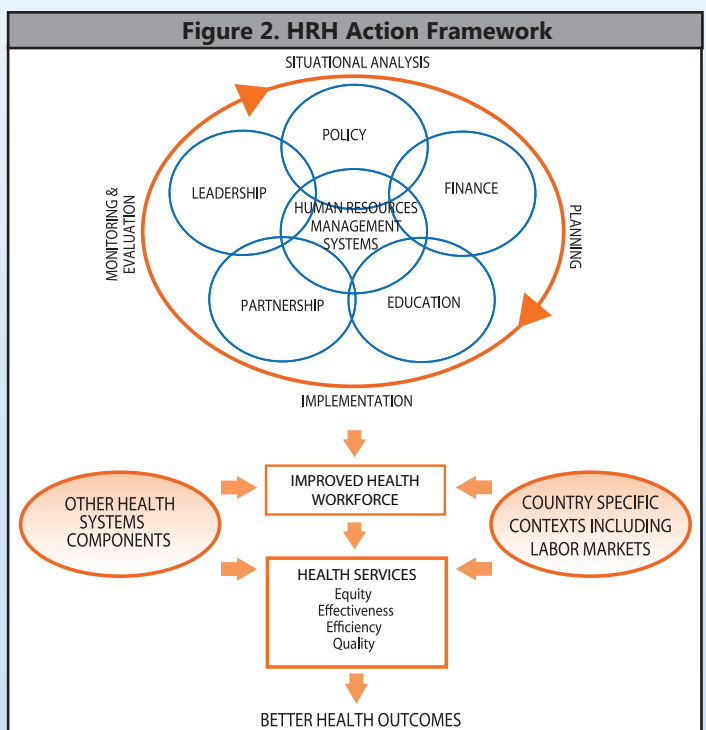 Figure 2. HRH Action Framework
SITUATIONAL ANALYSIS
POLICY
LEADERSHIP
FINANCE
HUMAN RESOURCES
MANAGEMENT
SYSTEMS
MONITORING &
EVALUATION
PLANNING
PARTNERSHIP
EDUCATION
IMPLEMENTATION
IMPROVED HEALTH
WORKFORCE
OTHER HEALTH
SYSTEMS
COMPONENTS
COUNTRY SPECIFIC
CONTEXTS INCLUDING
LABOR MARKETS
HEALTH SERVICES
Equity
Effectiveness
Efficiency
Quality
BETTER HEALTH OUTCOMES